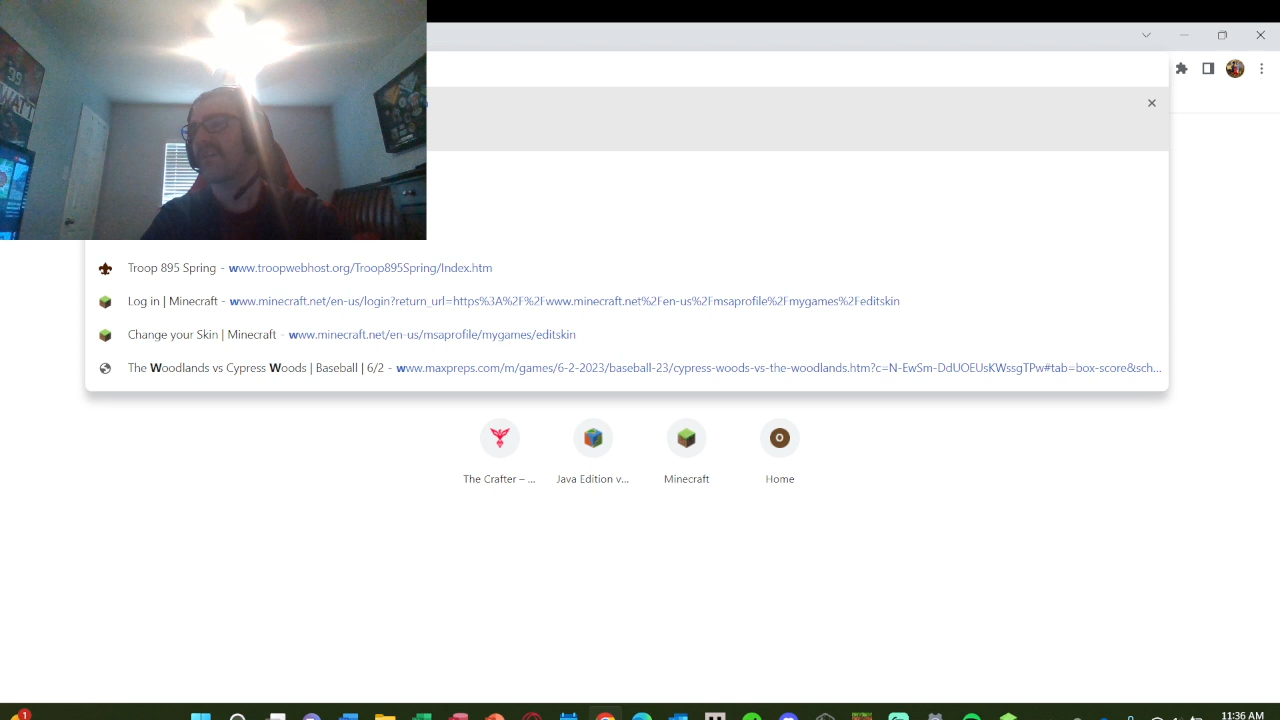 99
WATT
Troop 895 Spring - www.troopwebhost.org/Troop895Spring/Index.htm
Log in | Minecraft - www.minecraft.net/en-us/login?return_url=https%3A%2F%2Fwww.minecraft.net%2Fen-us%2Fmsaprofile%2Fmygames%2Feditskin
Change your Skin | Minecraft - www.minecraft.net/en-us/msaprofile/mygames/editskin
The Woodlands vs Cypress Woods | Baseball | 6/2 - www.maxpreps.com/m/games/6-2-2023/baseball-23/cypress-woods-vs-the-woodlands.htm?c=N-EwSm-DdUOEUsKWssgTPw#tab=box-score&sch...
O
The Crafter – ... Java Edition v... Minecraft Home
1
11:36 AM